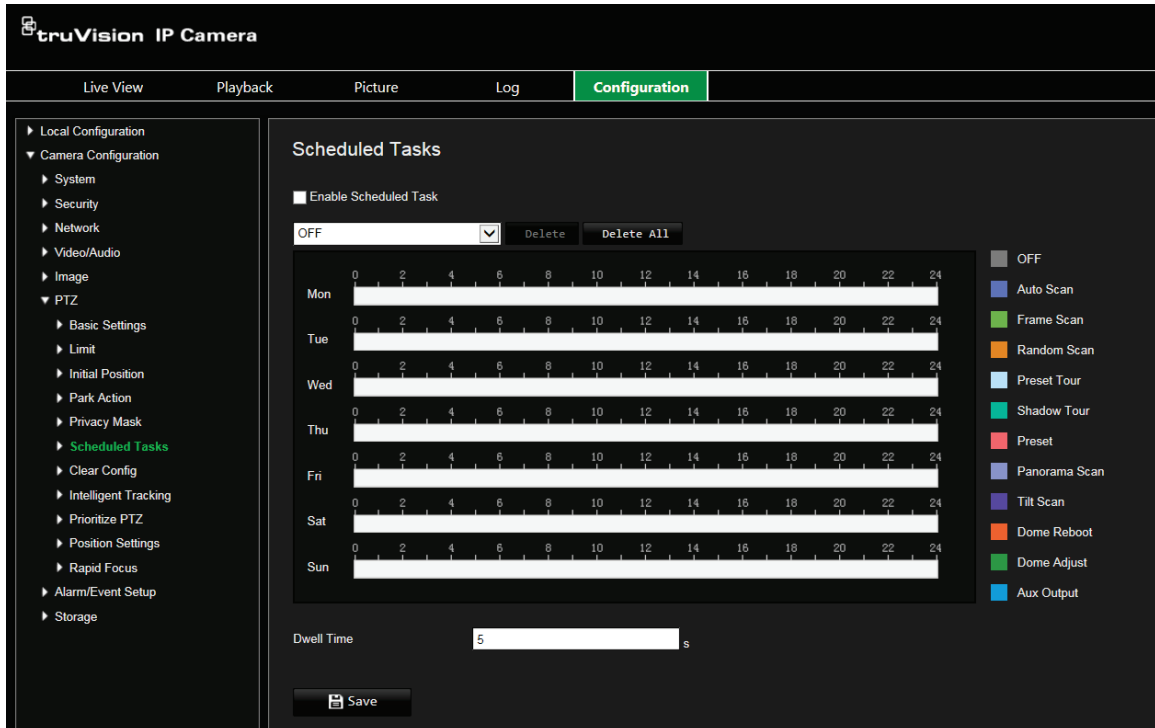 truVision IP Camera
Live View Playback Picture Log Configuration
Local Configuration
Camera Configuration
System
Security
Network
Video/Audio
Image
PTZ
Basic Settings
Limit
Initial Position
Park Action
Privacy Mask
Scheduled Tasks
Clear Config
Intelligent Tracking
Prioritize PTZ
Position Settings
Rapid Focus
Alarm/Event Setup
Storage
Scheduled Tasks
Enable Scheduled Task
OFF Delete Delete All
0 2 4 6 8 10 12 14 16 18 20 22 24
Mon
0 2 4 6 8 10 12 14 16 18 20 22 24
Tue
0 2 4 6 8 10 12 14 16 18 20 22 24
Wed
0 2 4 6 8 10 12 14 16 18 20 22 24
Thu
0 2 4 6 8 10 12 14 16 18 20 22 24
Fri
0 2 4 6 8 10 12 14 16 18 20 22 24
Sat
0 2 4 6 8 10 12 14 16 18 20 22 24
Sun
OFF
Auto Scan
Frame Scan
Random Scan
Preset Tour
Shadow Tour
Preset
Panorama Scan
Tilt Scan
Dome Reboot
Dome Adjust
Aux Output
Dwell Time 5 s
Save